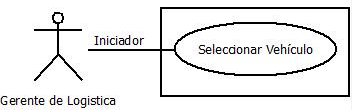 Iniciador
Seleccionar Vehículo
Gerente de Logistica